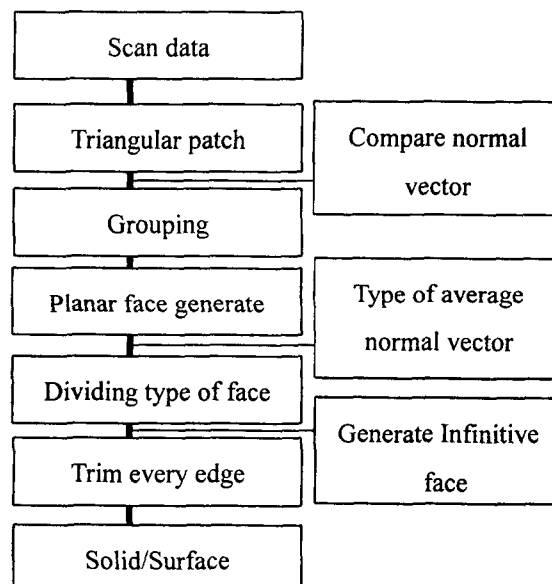 Scan data
Triangular patch
Compare normal
vector
Grouping
Planar face generate
Type of average
normal vector
Dividing type of face
Generate Infinitive
face
Trim every edge
Solid/Surface